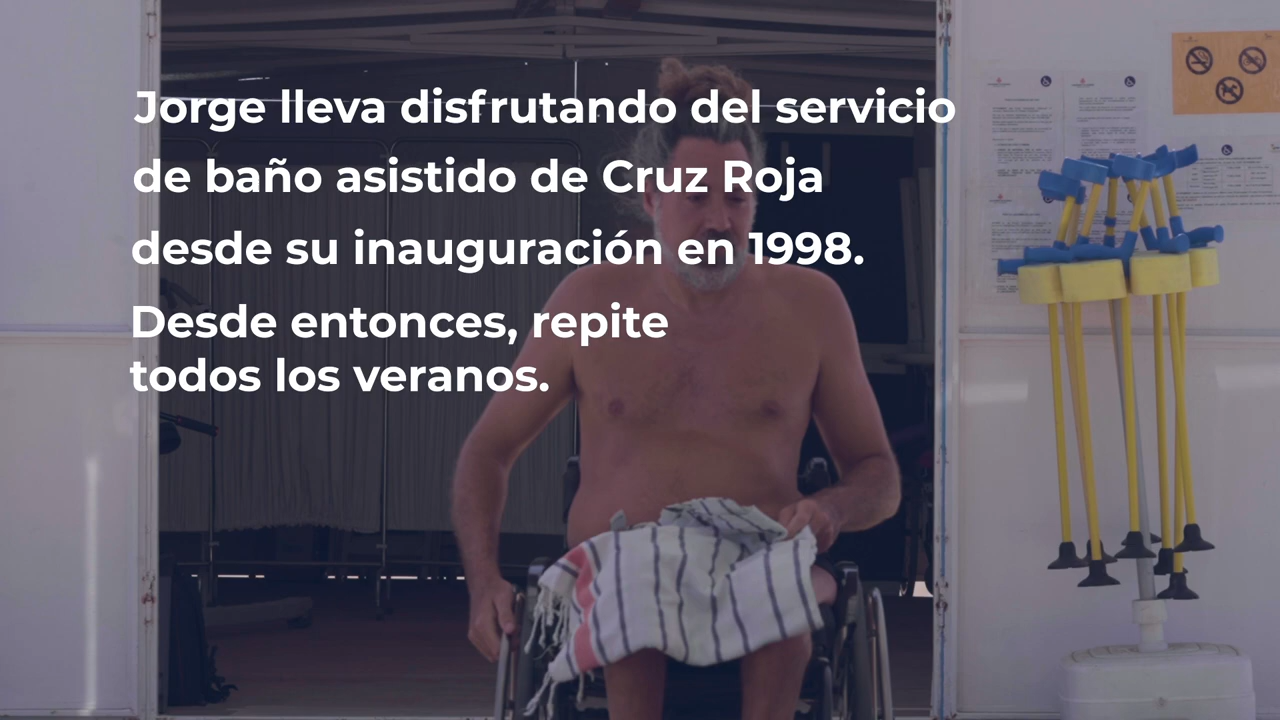 Jorge lleva disfrutando del servicio
de baño asistido de Cruz Roja
desde su inauguración en 1998.
Desde entonces, repite
todos los veranos.